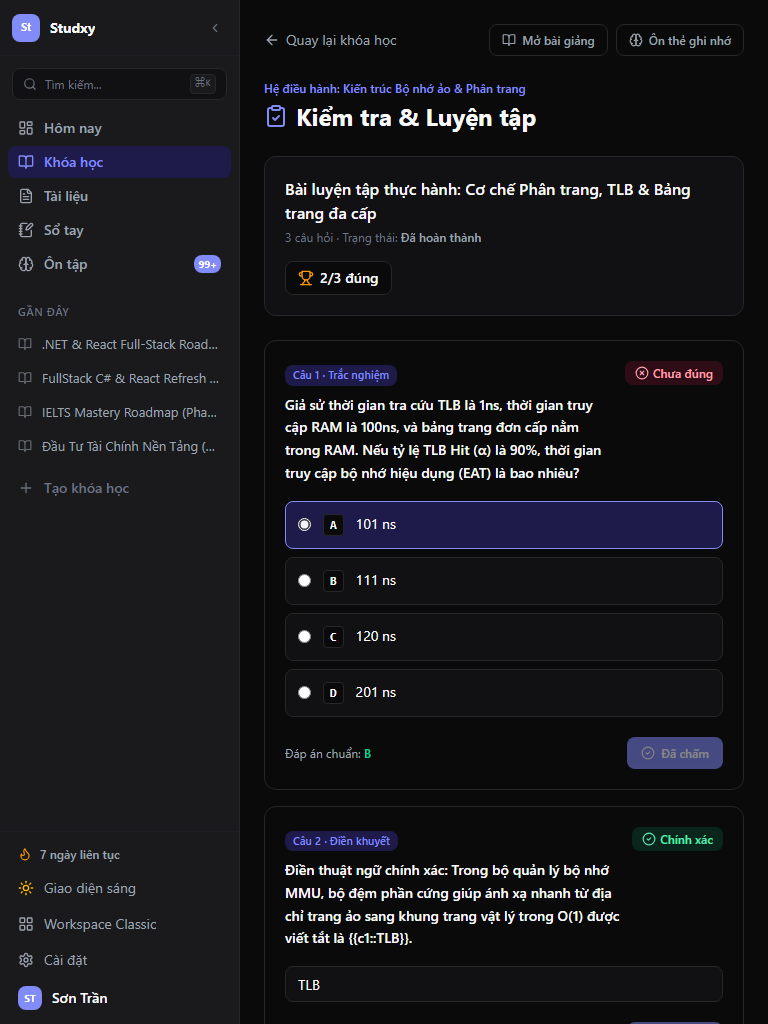 St
Studxy
Tìm kiếm...
⌘K
Hôm nay
Khóa học
Tài liệu
Sổ tay
Ôn tập
99+
GẦN ĐÂY
.NET & React Full-Stack Road...
FullStack C# & React Refresh ...
IELTS Mastery Roadmap (Pha...
Đầu Tư Tài Chính Nền Tảng (...
Tạo khóa học
7 ngày liên tục
Giao diện sáng
Workspace Classic
Cài đặt
ST
Sơn Trần
Quay lại khóa học
Mở bài giảng
Ôn thẻ ghi nhớ
Hệ điều hành: Kiến trúc Bộ nhớ ảo & Phân trang
Kiểm tra & Luyện tập
Bài luyện tập thực hành: Cơ chế Phân trang, TLB & Bảng
trang đa cấp
3 câu hỏi · Trạng thái: Đã hoàn thành
2/3 đúng
Câu 1 · Trắc nghiệm
Chưa đúng
Giả sử thời gian tra cứu TLB là 1ns, thời gian truy
cập RAM là 100ns, và bảng trang đơn cấp nằm
trong RAM. Nếu tỷ lệ TLB Hit (α) là 90%, thời gian
truy cập bộ nhớ hiệu dụng (EAT) là bao nhiêu?
A 101 ns
B 111 ns
C 120 ns
D 201 ns
Đáp án chuẩn: B
Đã chấm
Câu 2 · Điền khuyết
Chính xác
Điền thuật ngữ chính xác: Trong bộ quản lý bộ nhớ
MMU, bộ đệm phần cứng giúp ánh xạ nhanh từ địa
chỉ trang ảo sang khung trang vật lý trong O(1) được
viết tắt là {{c1::TLB}}.
TLB